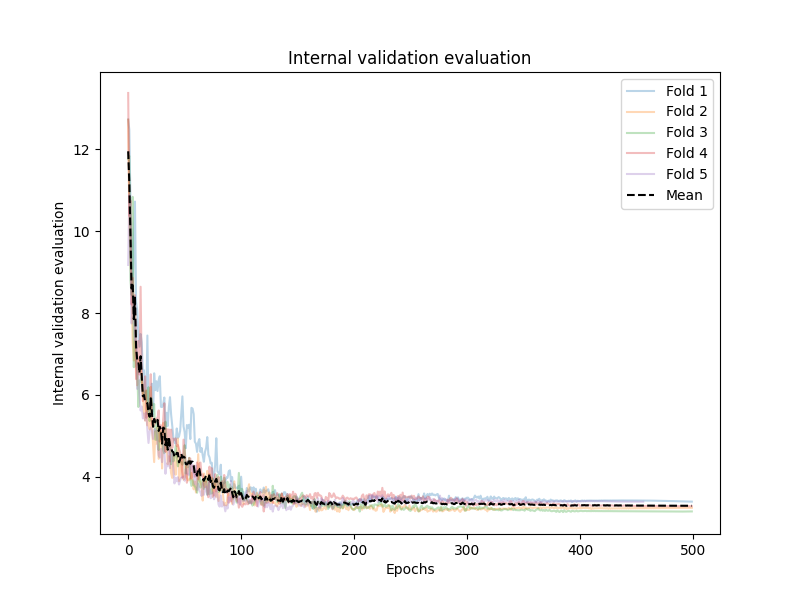 Internal validation evaluation
Fold 1
Fold 2
Fold 3
Fold 4
Fold 5
Mean
Internal validation evaluation
12
10
8
6
4
0
100
200
300
400
500
Epochs